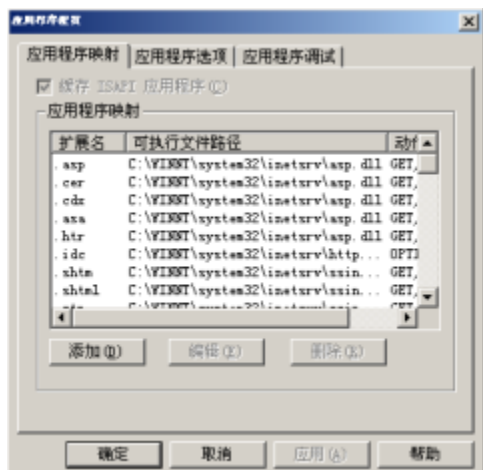 应用程序配置
应用程序映射 应用程序选项 应用程序调试
缓存 ISAPI 应用程序(C)
应用程序映射
扩展名 可执行文件路径 动作
.asp C:\WINNT\system32\inetsrv\asp.dll GET,
.cer C:\WINNT\system32\inetsrv\asp.dll GET,
.cdx C:\WINNT\system32\inetsrv\asp.dll GET,
.asa C:\WINNT\system32\inetsrv\asp.dll GET,
.htr C:\WINNT\system32\inetsrv\asp.dll GET,
.idc C:\WINNT\system32\inetsrv\http... OPTI
.shtm C:\WINNT\system32\inetsrv\ssin... GET,
.shtml C:\WINNT\system32\inetsrv\ssin... GET,
添加(D) 编辑(E) 删除(R)
确定 取消 应用(A) 帮助